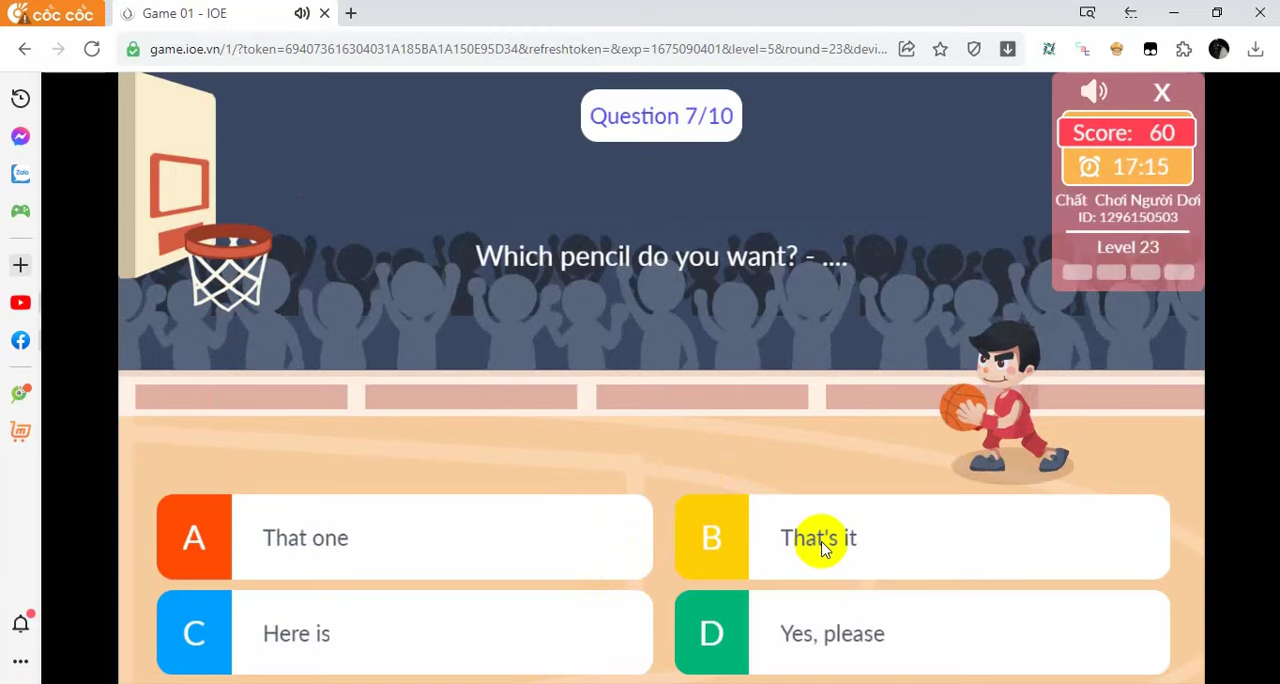 cốc cốc
Game 01 - IOE
game.ioe.vn/1/?token=694073616304031A185BA1A150E95D34&refreshtoken=&exp=1675090401&level=5&round=23&devi...
Zalo
Question 7/10
X
Score: 60
17:15
Chất Chơi Người Dơi
ID: 1296150503
Level 23
Which pencil do you want? - ....
A
That one
B
That's it
C
Here is
D
Yes, please